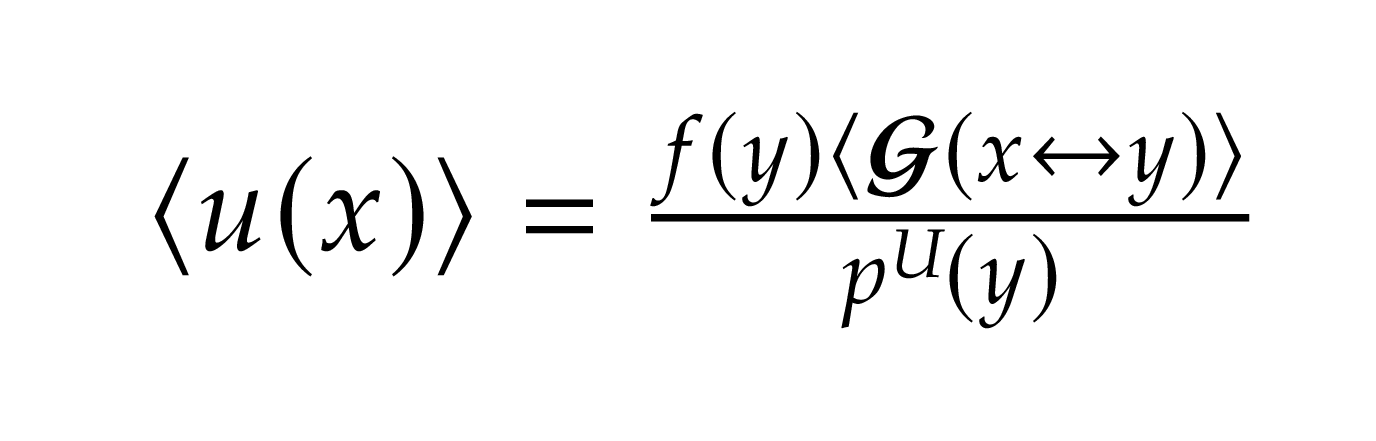 ⟨u(x)⟩ = f(y)⟨𝓖(x↔y)⟩ / p^U(y)